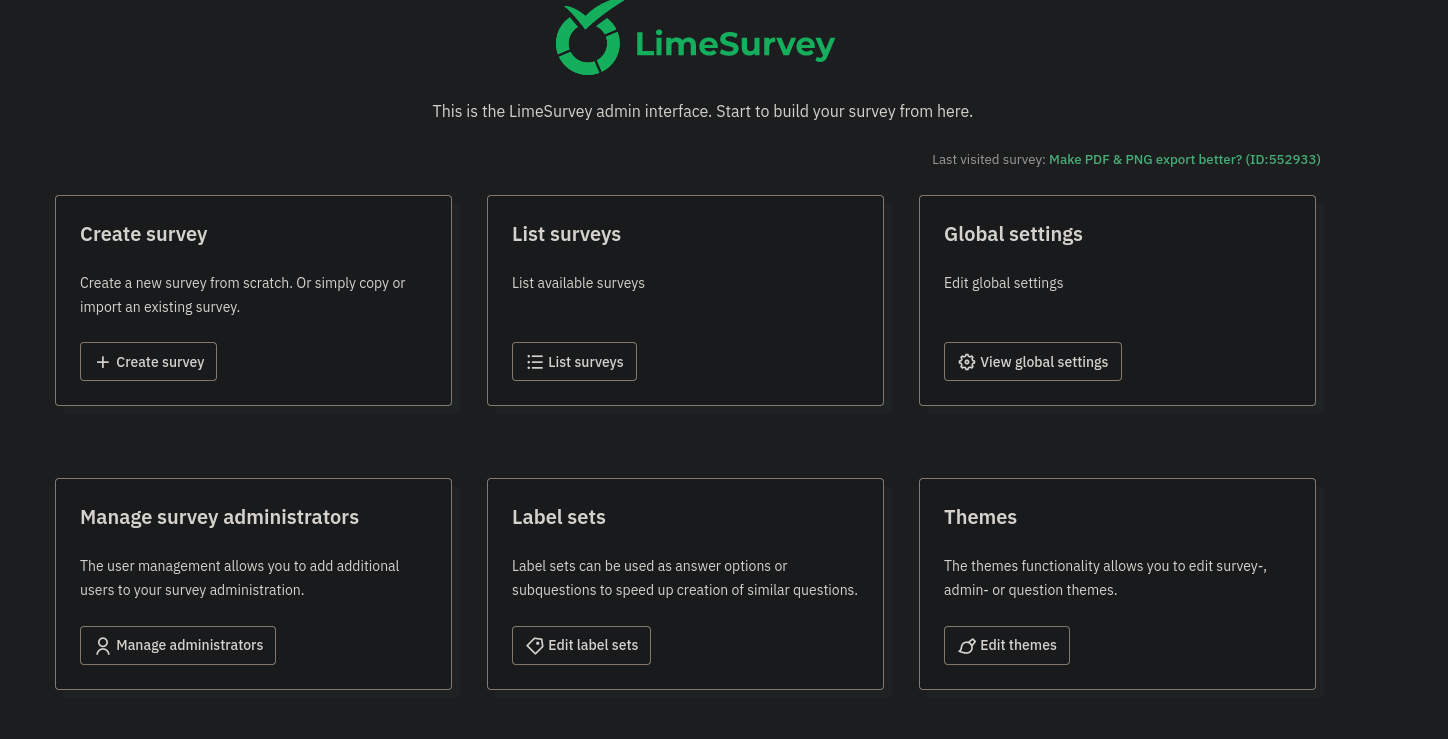 LimeSurvey
This is the LimeSurvey admin interface. Start to build your survey from here.
Last visited survey: Make PDF & PNG export better? (ID:552933)
Create survey
Create a new survey from scratch. Or simply copy or
import an existing survey.
Create survey
List surveys
List available surveys
List surveys
Global settings
Edit global settings
View global settings
Manage survey administrators
The user management allows you to add additional
users to your survey administration.
Manage administrators
Label sets
Label sets can be used as answer options or
subquestions to speed up creation of similar questions.
Edit label sets
Themes
The themes functionality allows you to edit survey-,
admin- or question themes.
Edit themes